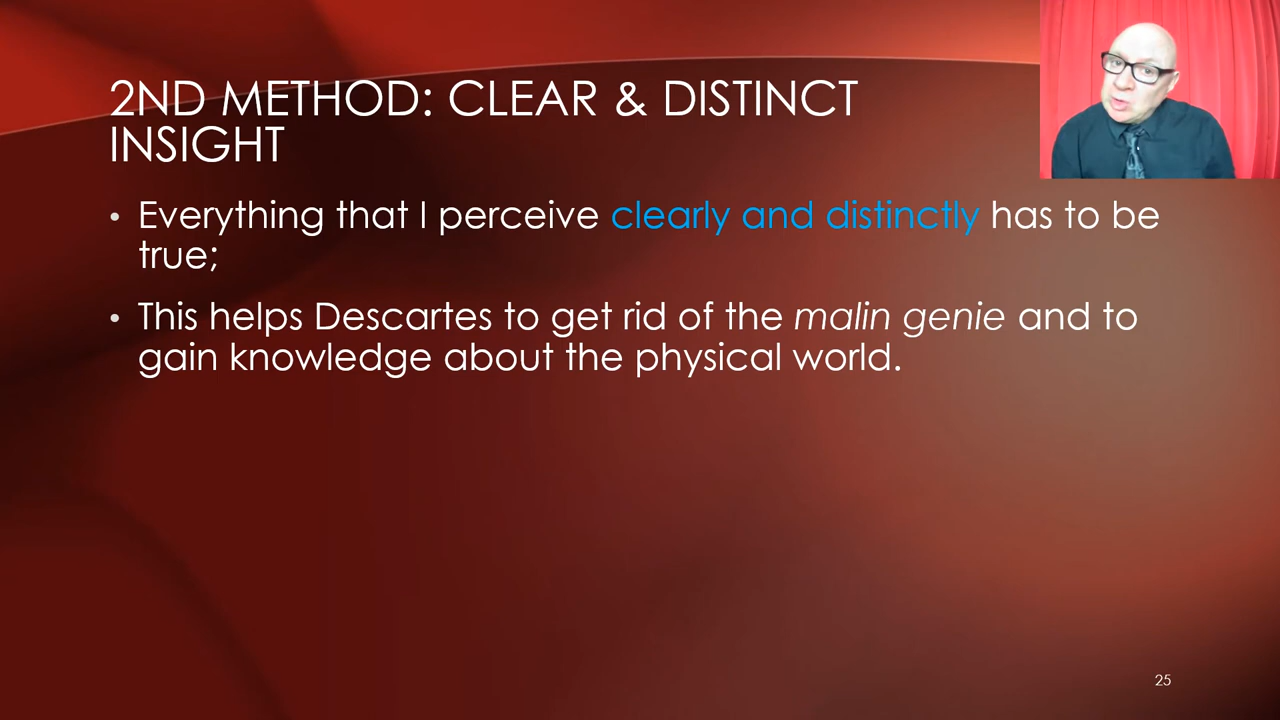 2ND METHOD: CLEAR & DISTINCT
INSIGHT
• Everything that I perceive clearly and distinctly has to be
true;
• This helps Descartes to get rid of the malin genie and to
gain knowledge about the physical world.
25